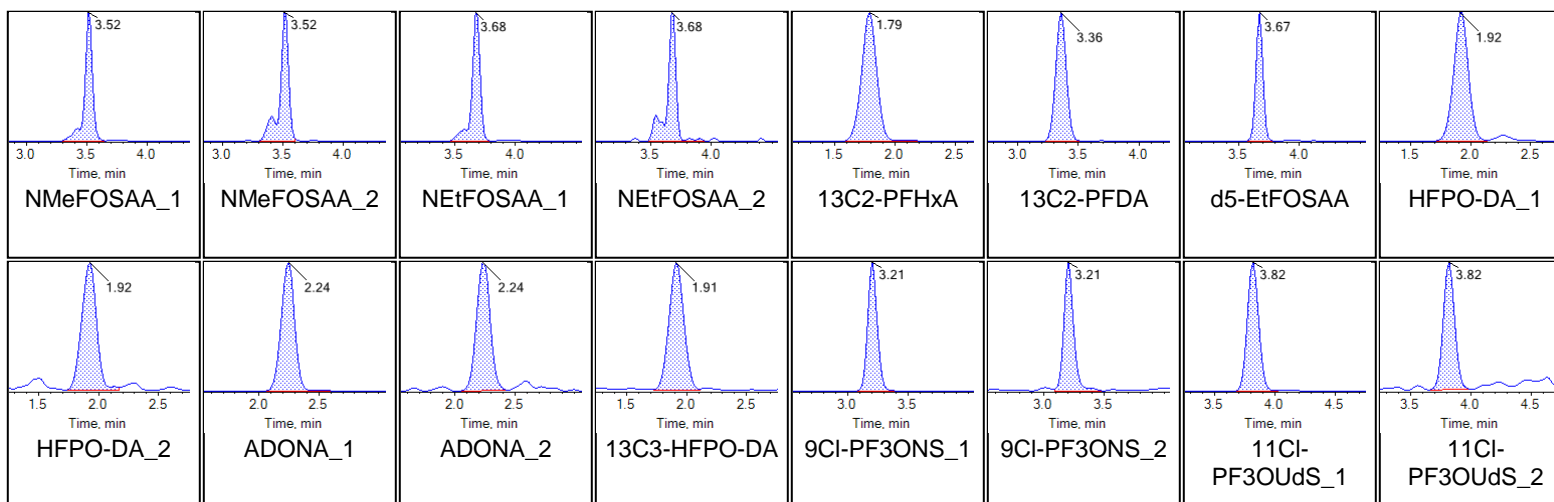 3.52 3.52 3.68 3.68 1.79 3.36 3.67 1.92
3.0 3.5 4.0 3.0 3.5 4.0 3.5 4.0 3.5 4.0 1.5 2.0 2.5 3.0 3.5 4.0 3.5 4.0 1.5 2.0 2.5
Time, min Time, min Time, min Time, min Time, min Time, min Time, min Time, min
NMeFOSAA_1 NMeFOSAA_2 NEtFOSAA_1 NEtFOSAA_2 13C2-PFHxA 13C2-PFDA d5-EtFOSAA HFPO-DA_1
1.92 2.24 2.24 1.91 3.21 3.21 3.82 3.82
1.5 2.0 2.5 2.0 2.5 2.0 2.5 1.5 2.0 2.5 3.0 3.5 3.0 3.5 3.5 4.0 4.5 3.5 4.0 4.5
Time, min Time, min Time, min Time, min Time, min Time, min Time, min Time, min
HFPO-DA_2 ADONA_1 ADONA_2 13C3-HFPO-DA 9Cl-PF3ONS_1 9Cl-PF3ONS_2 11Cl- 11Cl-
PF3OUdS_1 PF3OUdS_2